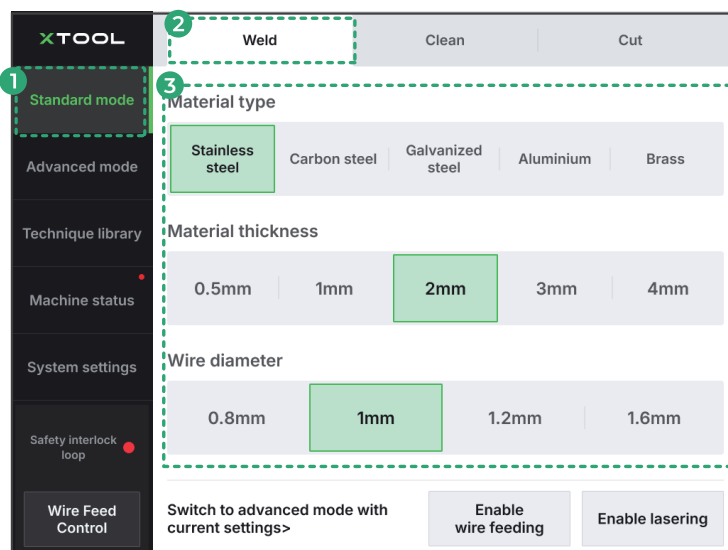 XTOOL
2
Weld
Clean
Cut
1
Standard mode
Advanced mode
Technique library
Machine status
System settings
Safety interlock
loop
Wire Feed
Control
3
Material type
Stainless
steel
Carbon steel
Galvanized
steel
Aluminium
Brass
Material thickness
0.5mm
1mm
2mm
3mm
4mm
Wire diameter
0.8mm
1mm
1.2mm
1.6mm
Switch to advanced mode with
current settings>
Enable
wire feeding
Enable lasering